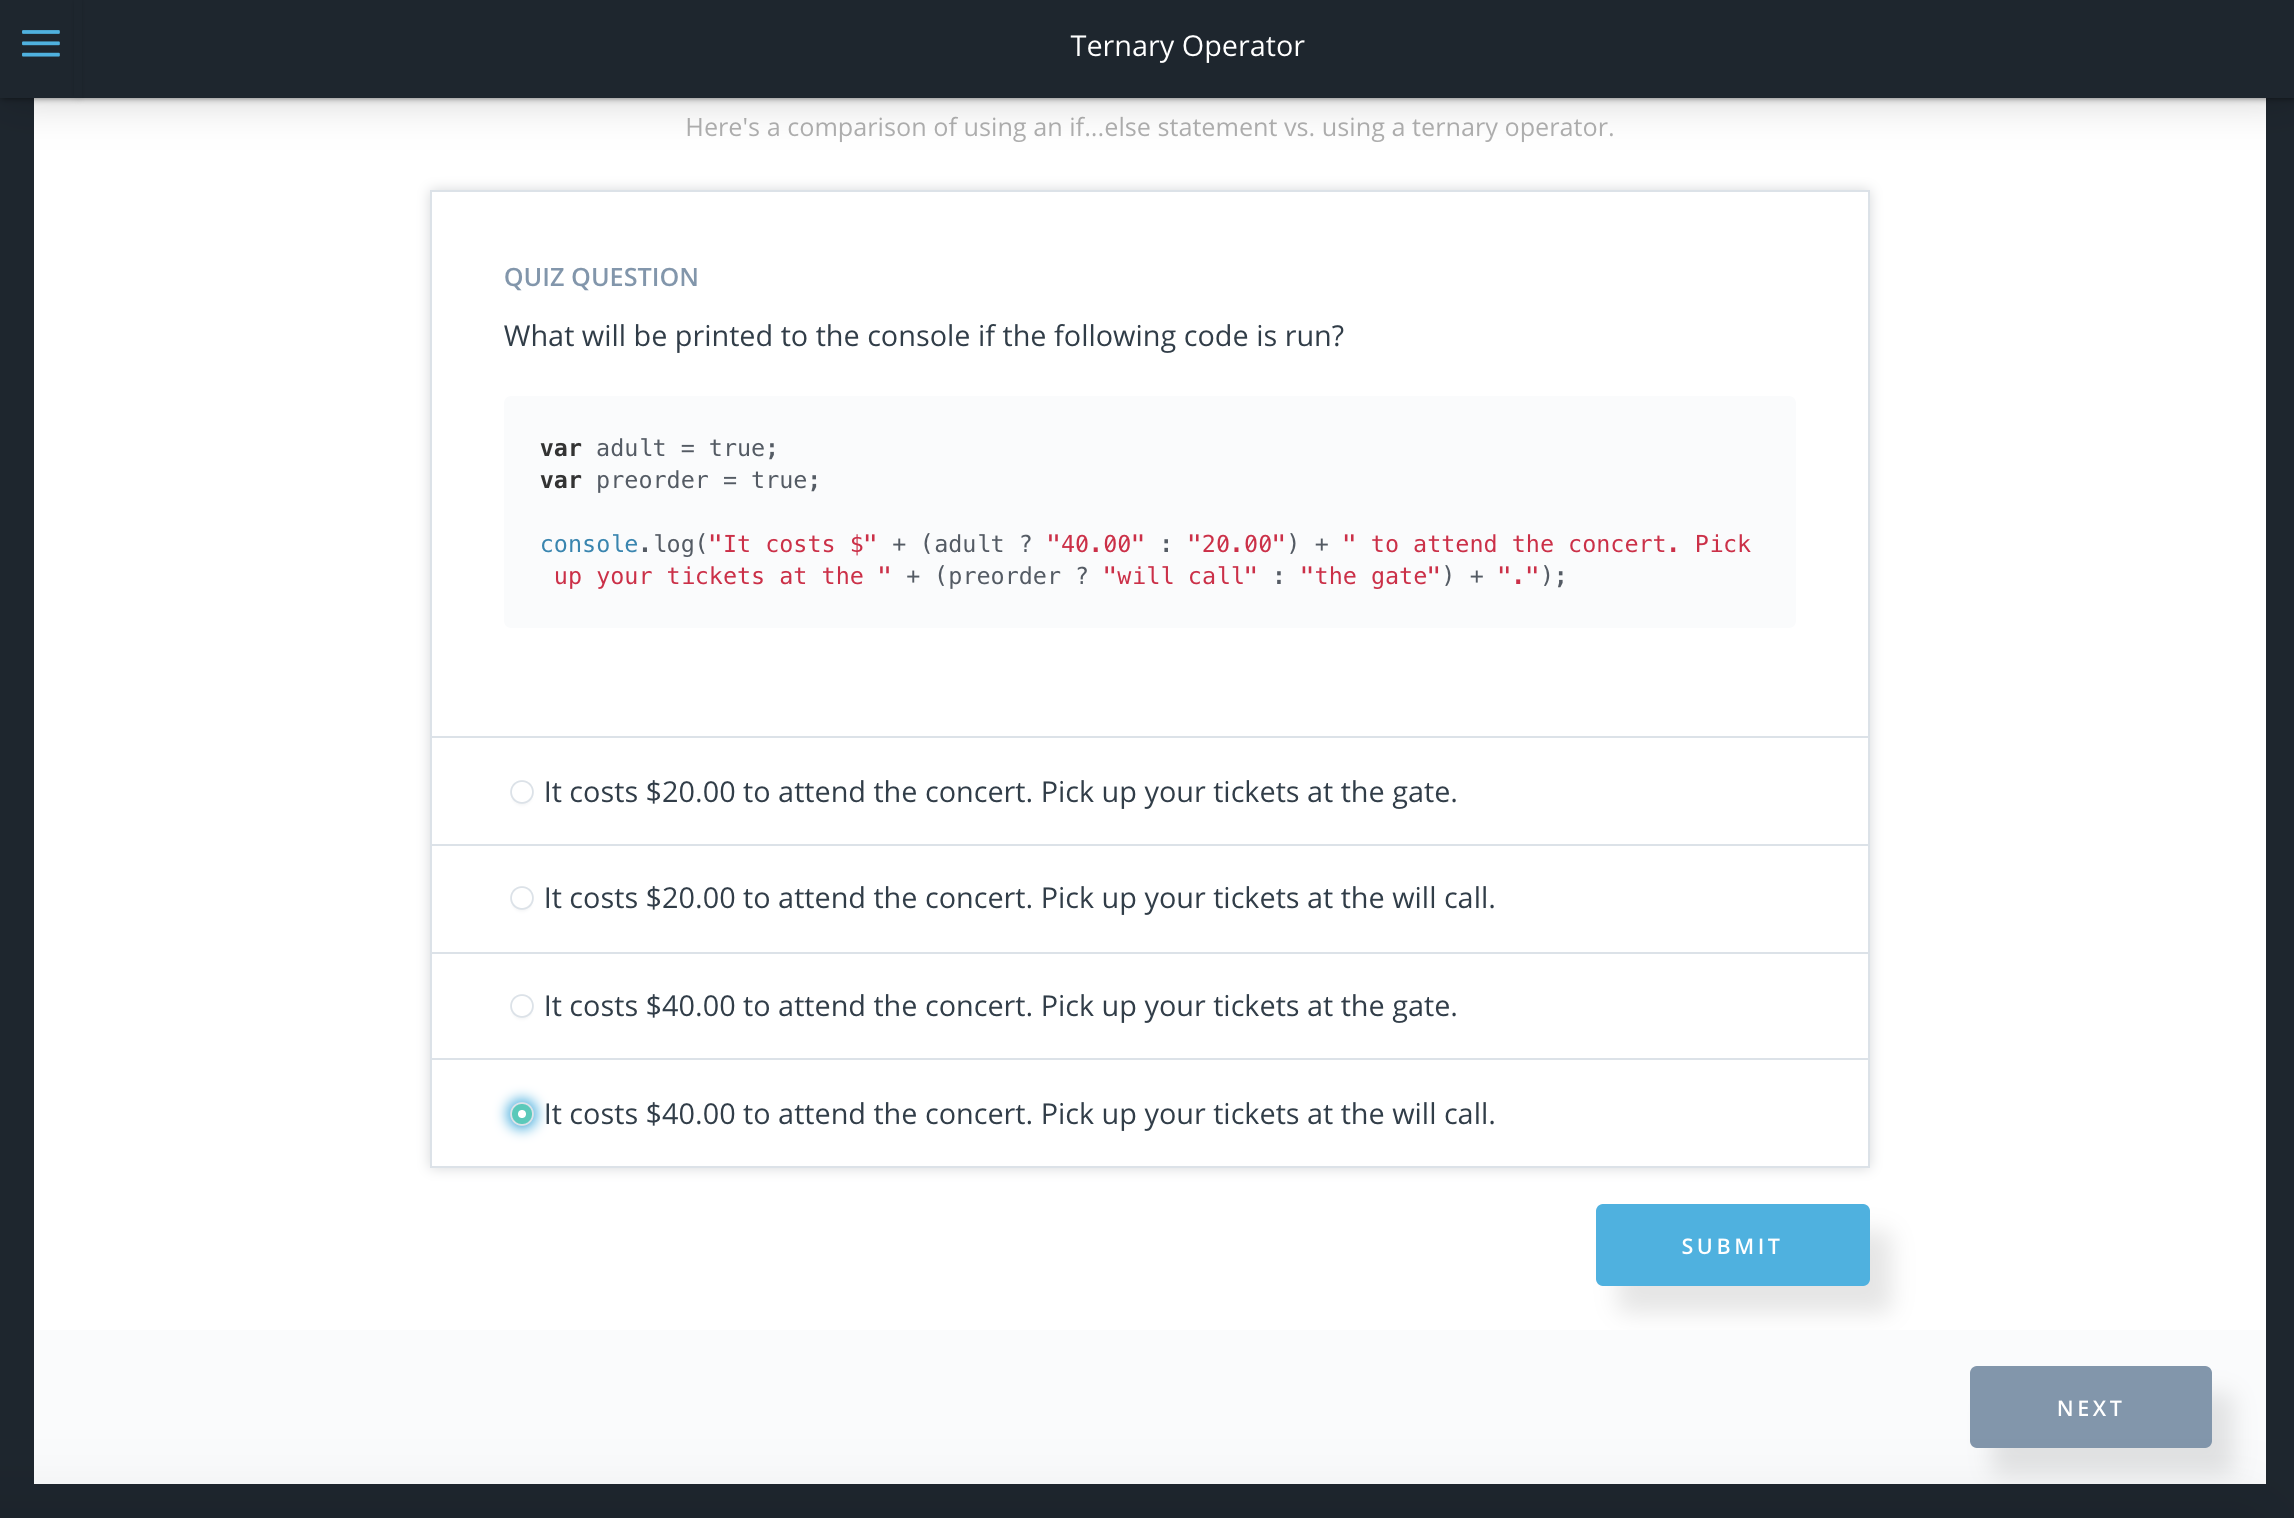 Ternary Operator
Here's a comparison of using an if...else statement vs. using a ternary operator.
QUIZ QUESTION
What will be printed to the console if the following code is run?
var adult = true;
var preorder = true;
console.log("It costs $" + (adult ? "40.00" : "20.00") + " to attend the concert. Pick
up your tickets at the " + (preorder ? "will call" : "the gate") + ".");
It costs $20.00 to attend the concert. Pick up your tickets at the gate.
It costs $20.00 to attend the concert. Pick up your tickets at the will call.
It costs $40.00 to attend the concert. Pick up your tickets at the gate.
It costs $40.00 to attend the concert. Pick up your tickets at the will call.
SUBMIT
NEXT